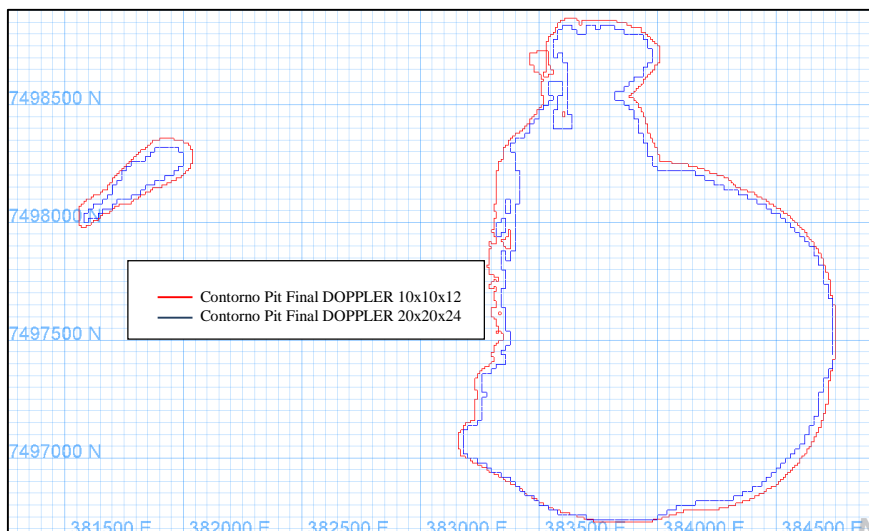 7498500 N
7498000 N
Contorno Pit Final DOPPLER 10x10x12
Contorno Pit Final DOPPLER 20x20x24
7497500 N
7497000 N
381500 E 382000 E 382500 E 383000 E 383500 E 384000 E 384500 E